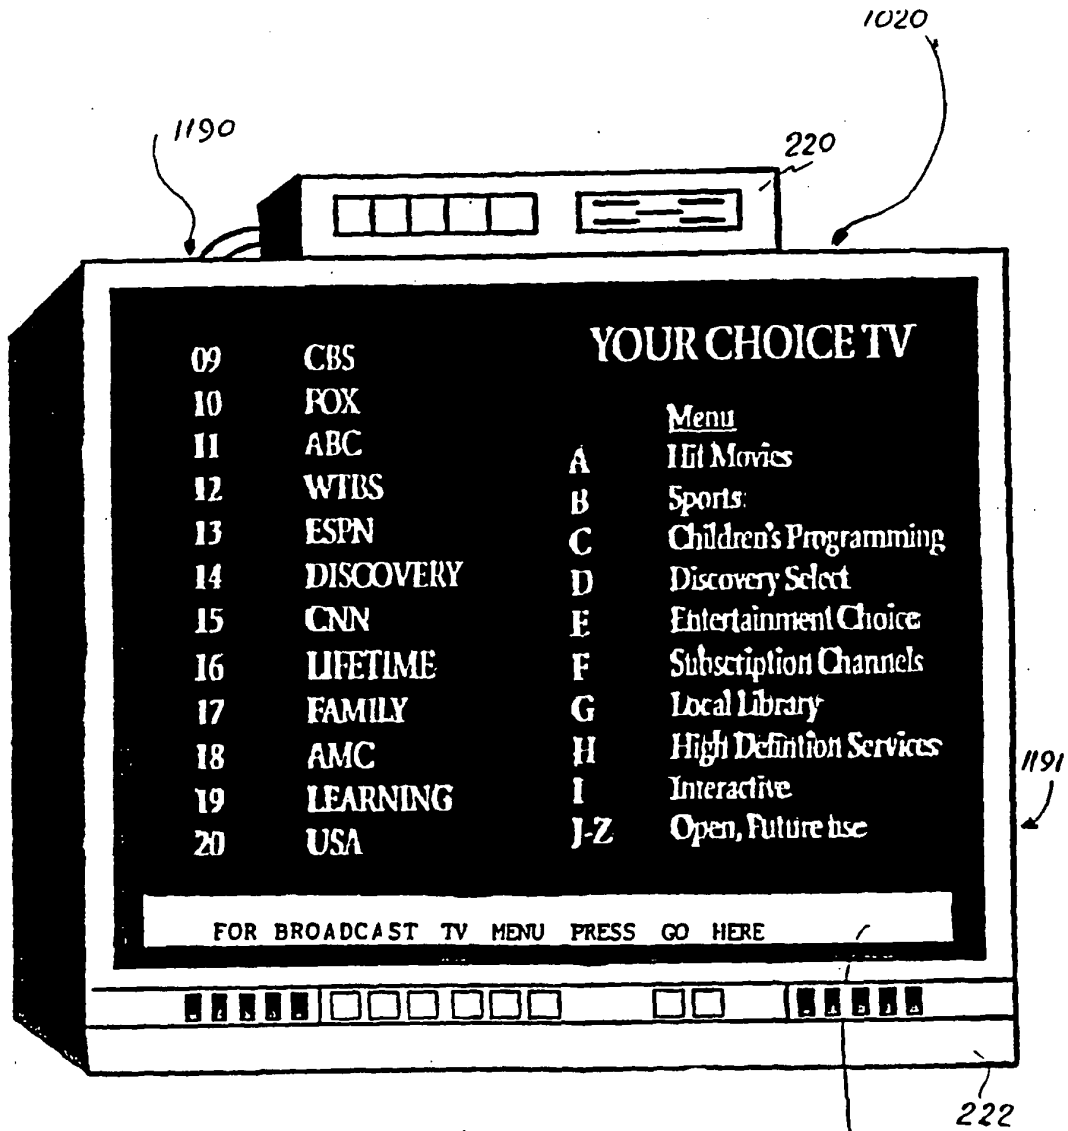 1020
1190
220
YOUR CHOICE TV
09 CBS
10 FOX
11 ABC
12 WTBS
13 ESPN
14 DISCOVERY
15 CNN
16 LIFETIME
17 FAMILY
18 AMC
19 LEARNING
20 USA
Menu
A Hit Movies
B Sports
C Children's Programming
D Discovery Select
E Entertainment Choice
F Subscription Channels
G Local Library
H High Defintion Services
I Interactive
J-Z Open, Future use
1191
FOR BROADCAST TV MENU PRESS GO HERE
222